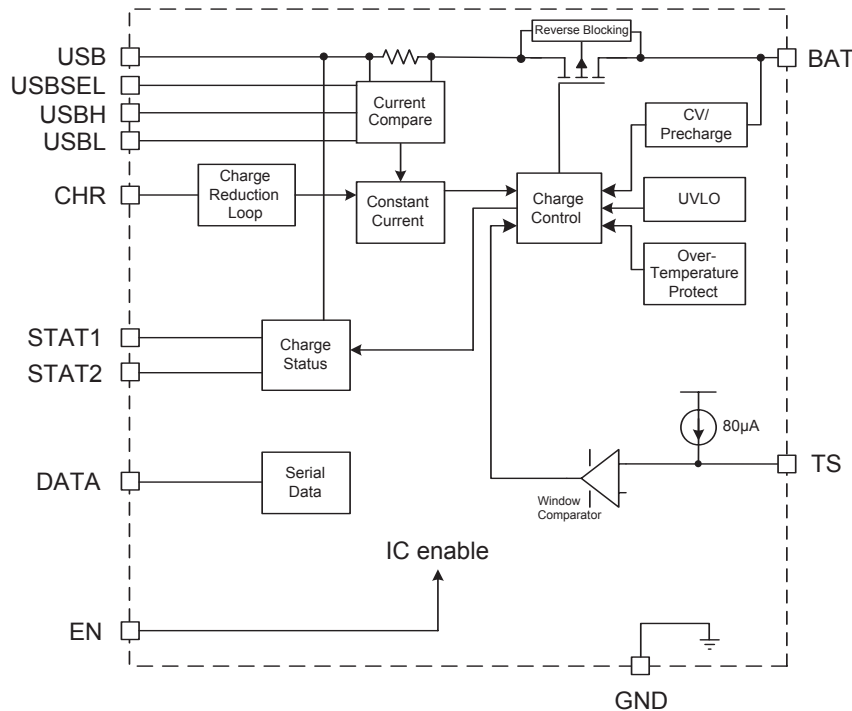 Reverse Blocking
USB
BAT
USBSEL
USBH
USBL
Current
Compare
CV/
Precharge
CHR
Charge
Reduction
Loop
Constant
Current
Charge
Control
UVLO
Over-
Temperature
Protect
STAT1
STAT2
Charge
Status
80µA
TS
DATA
Serial
Data
Window
Comparator
IC enable
EN
GND